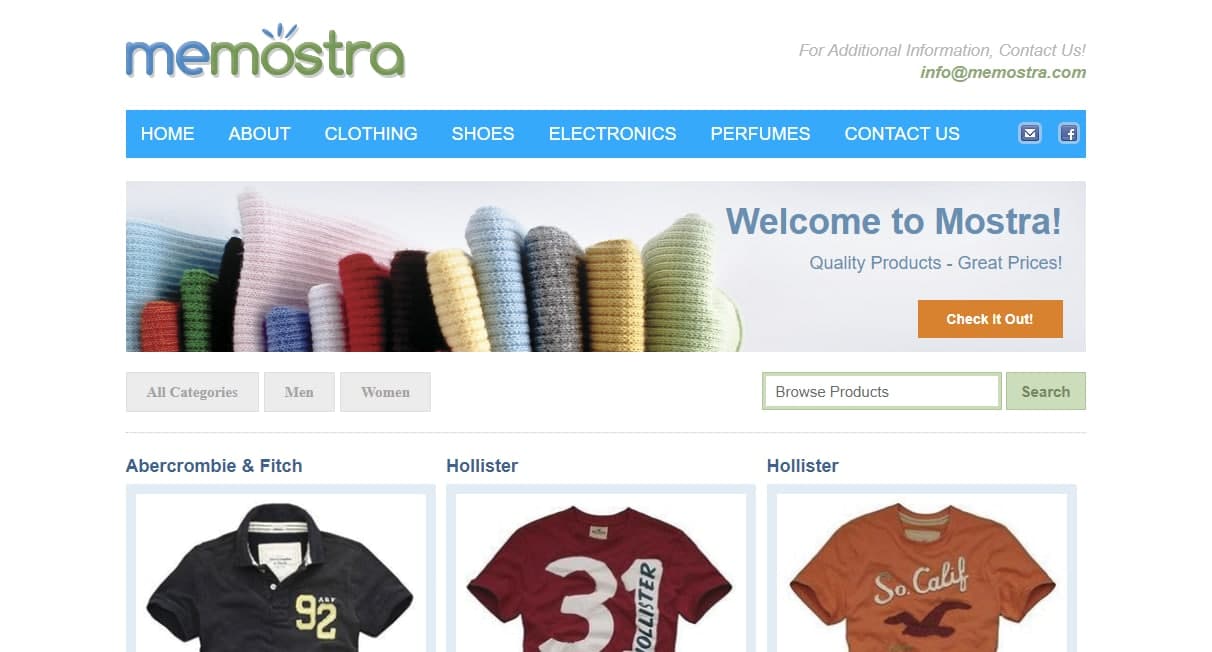 memostra
For Additional Information, Contact Us!
info@memostra.com
HOME ABOUT CLOTHING SHOES ELECTRONICS PERFUMES CONTACT US
f
Welcome to Mostra!
Quality Products - Great Prices!
Check It Out!
All Categories Men Women
Browse Products Search
Abercrombie & Fitch Hollister Hollister
92
31
HOLLISTER
So. Calif